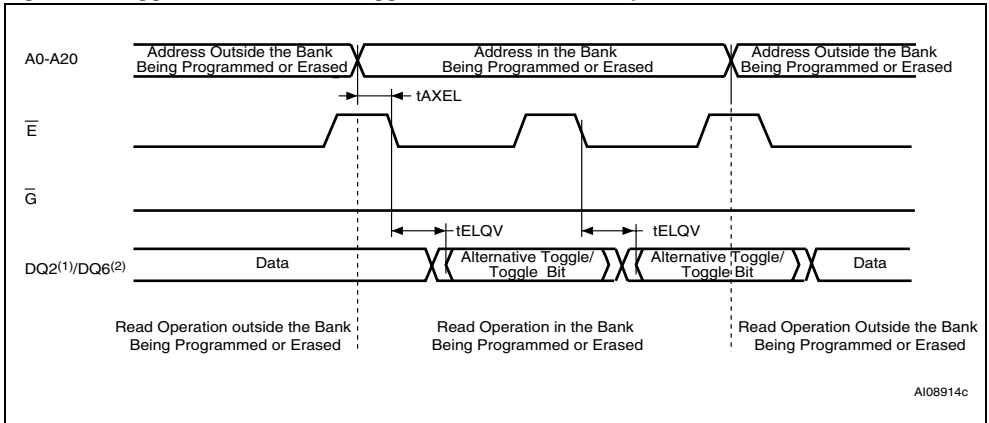 A0-A20
Address Outside the Bank
Being Programmed or Erased
Address in the Bank
Being Programmed or Erased
Address Outside the Bank
Being Programmed or Erased
tAXEL
E
G
tELQV
tELQV
DQ2(1)/DQ6(2)
Data
Alternative Toggle/
Toggle Bit
Alternative Toggle/
Toggle Bit
Data
Read Operation outside the Bank
Being Programmed or Erased
Read Operation in the Bank
Being Programmed or Erased
Read Operation Outside the Bank
Being Programmed or Erased
AI08914c